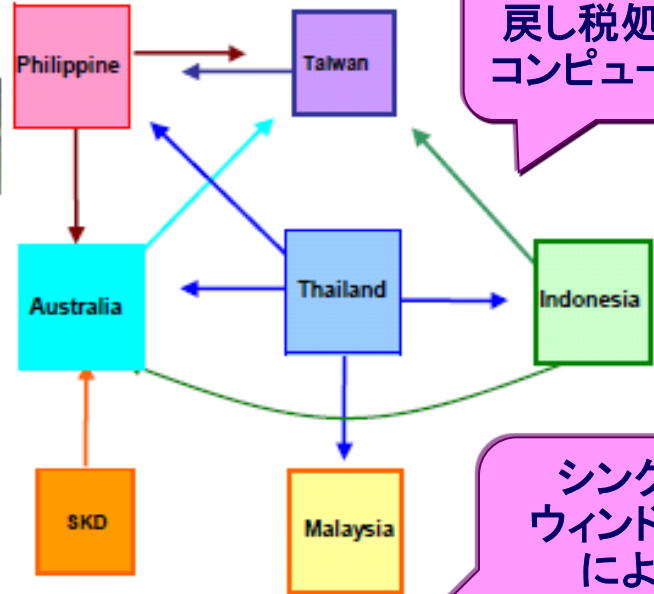 戻し税処
コンピュー
Philippine
Taiwan
Thailand
Indonesia
Australia
SKD
Malaysia
シング
ウィンド
によ